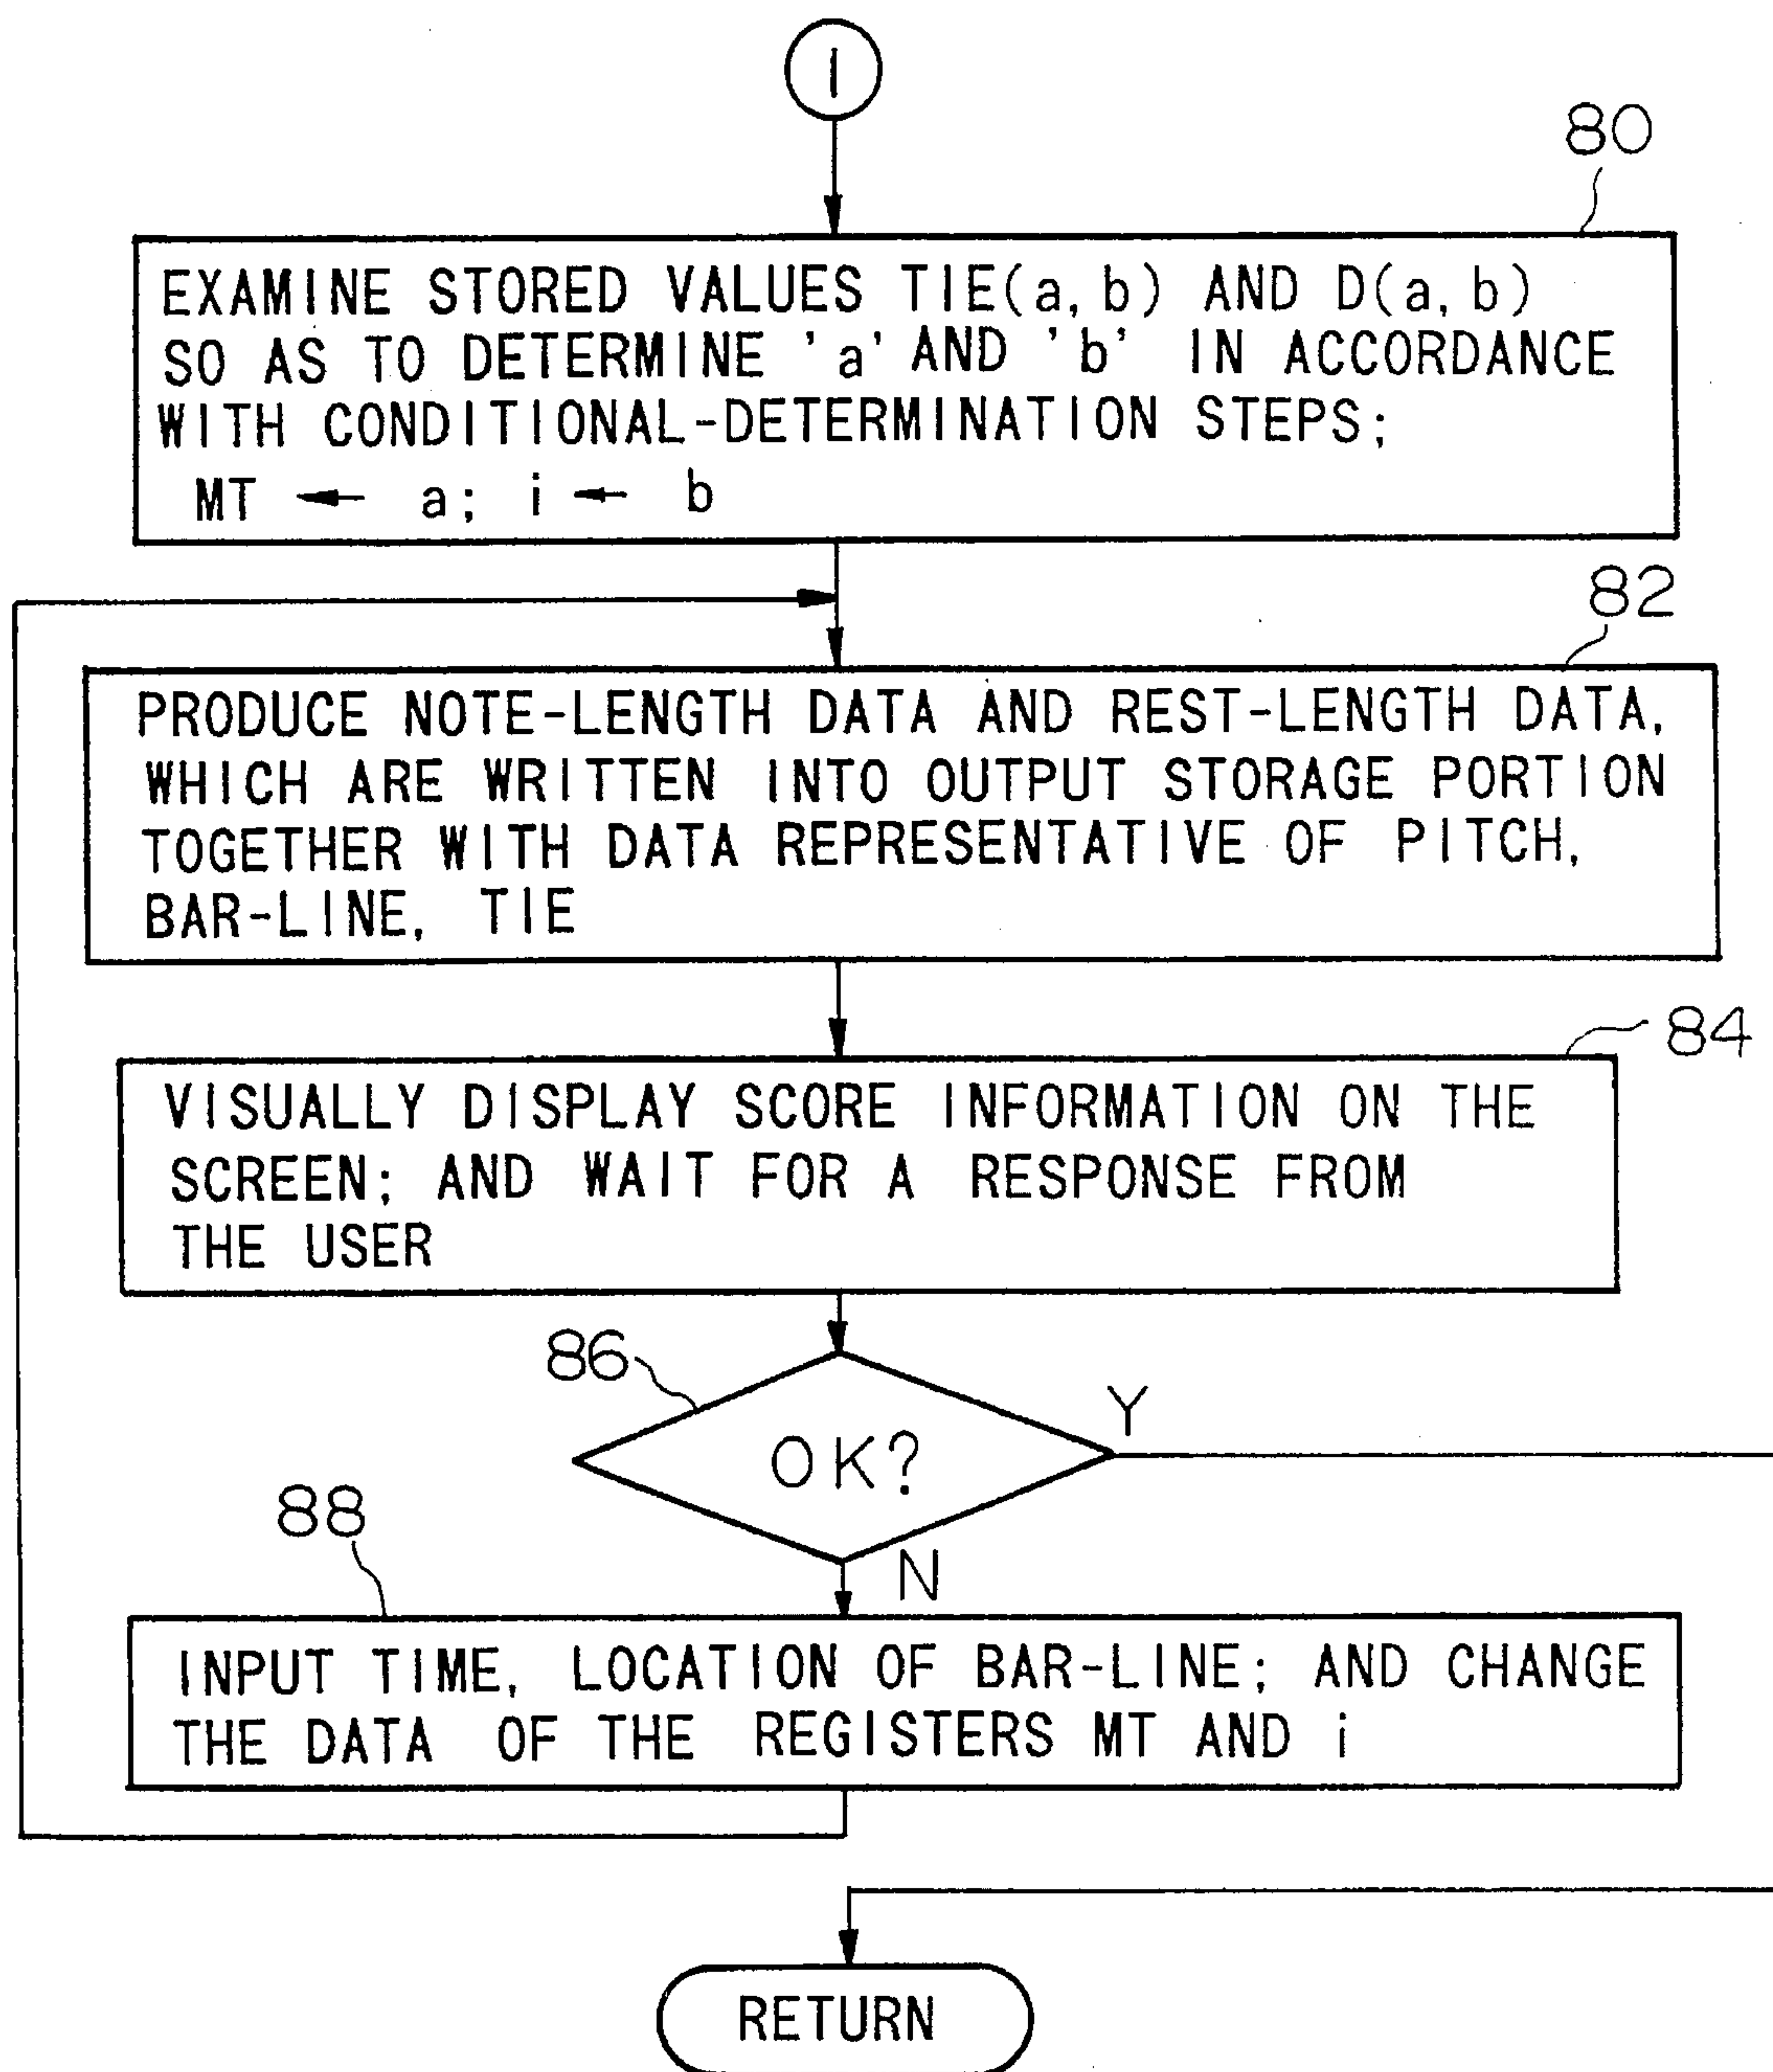 1
80
EXAMINE STORED VALUES TIE(a, b) AND D(a, b)
SO AS TO DETERMINE 'a' AND 'b' IN ACCORDANCE
WITH CONDITIONAL-DETERMINATION STEPS;
MT ← a; i ← b
82
PRODUCE NOTE-LENGTH DATA AND REST-LENGTH DATA,
WHICH ARE WRITTEN INTO OUTPUT STORAGE PORTION
TOGETHER WITH DATA REPRESENTATIVE OF PITCH,
BAR-LINE, TIE
84
VISUALLY DISPLAY SCORE INFORMATION ON THE
SCREEN; AND WAIT FOR A RESPONSE FROM
THE USER
86
OK?
Y
N
88
INPUT TIME, LOCATION OF BAR-LINE; AND CHANGE
THE DATA OF THE REGISTERS MT AND i
RETURN